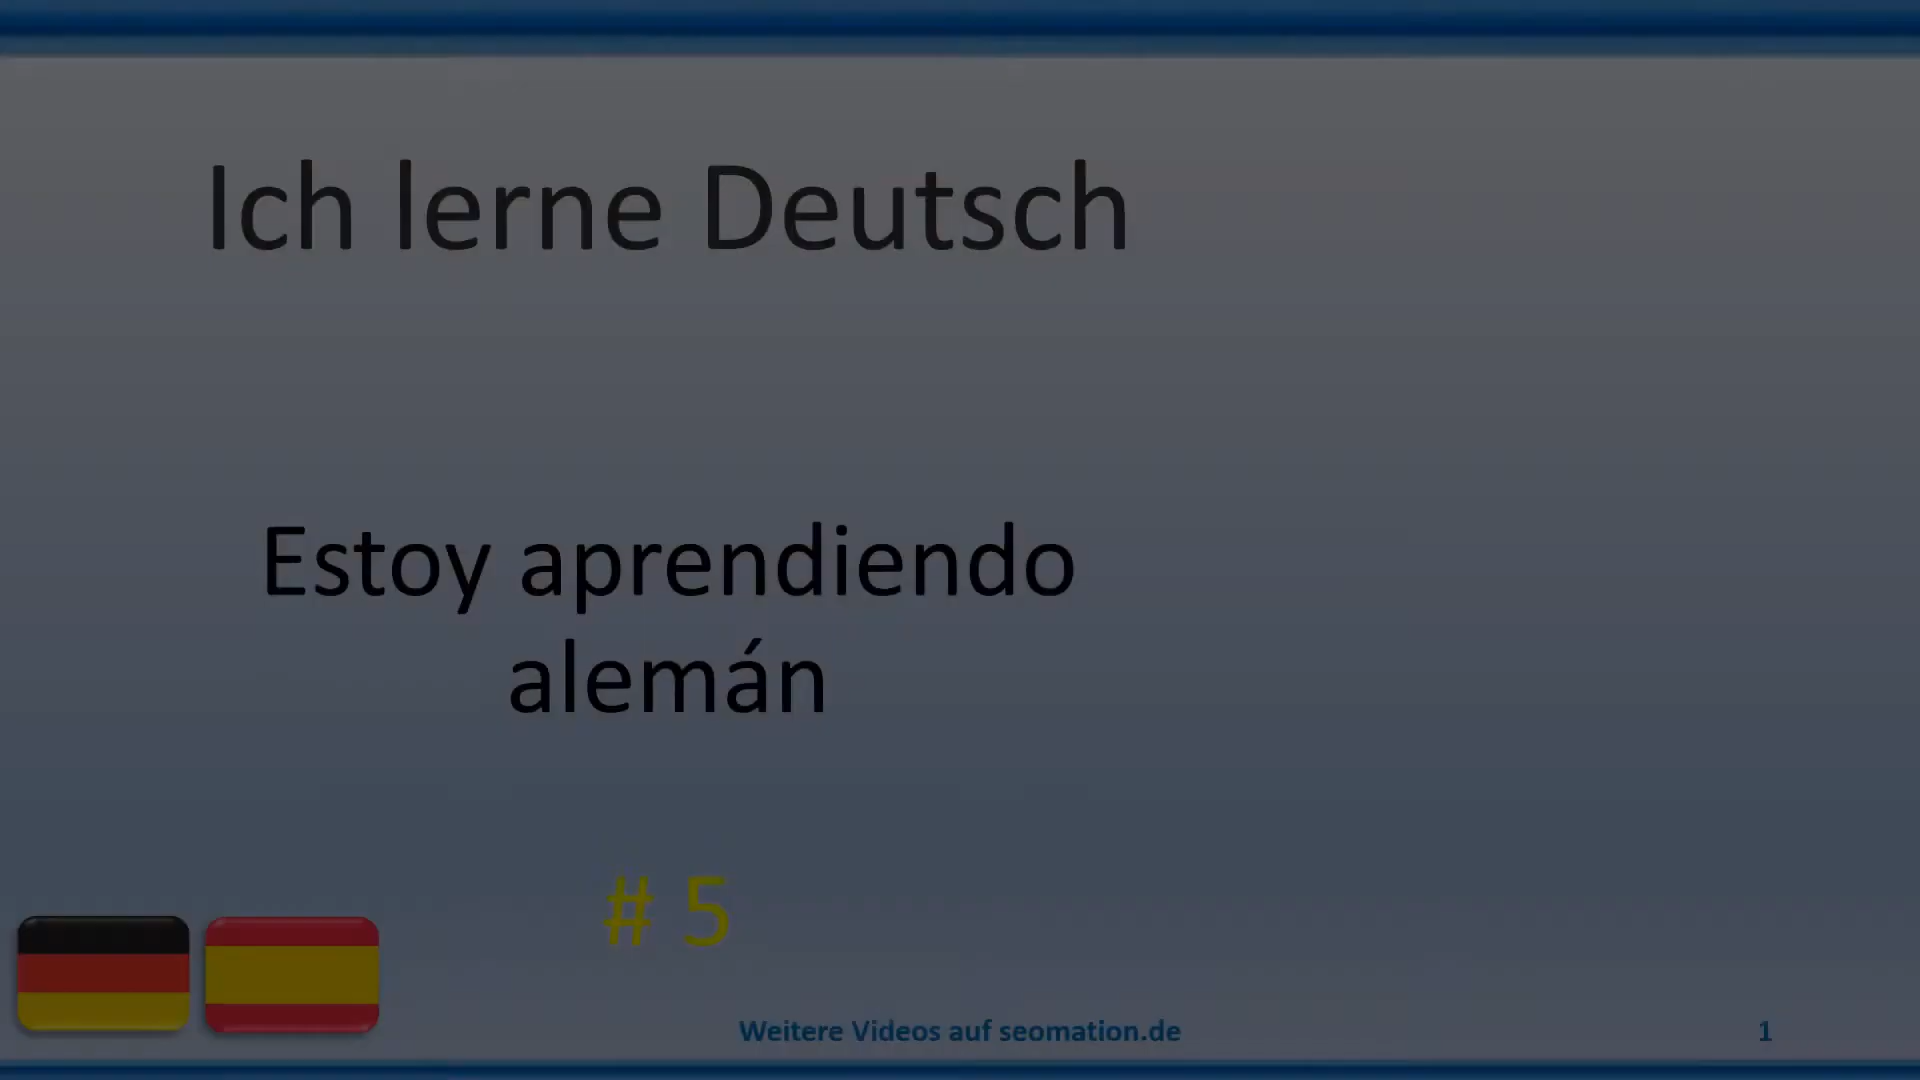 Ich lerne Deutsch
Estoy aprendiendo
alemán
# 5
Weitere Videos auf seomation.de
1